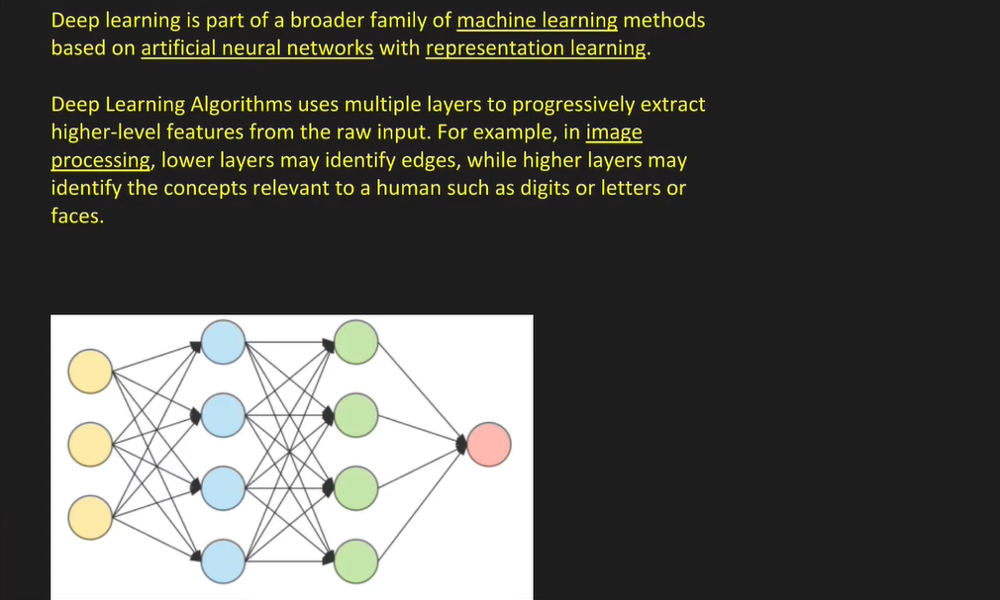 Deep learning is part of a broader family of machine learning methods
based on artificial neural networks with representation learning.
Deep Learning Algorithms uses multiple layers to progressively extract
higher-level features from the raw input. For example, in image
processing, lower layers may identify edges, while higher layers may
identify the concepts relevant to a human such as digits or letters or
faces.